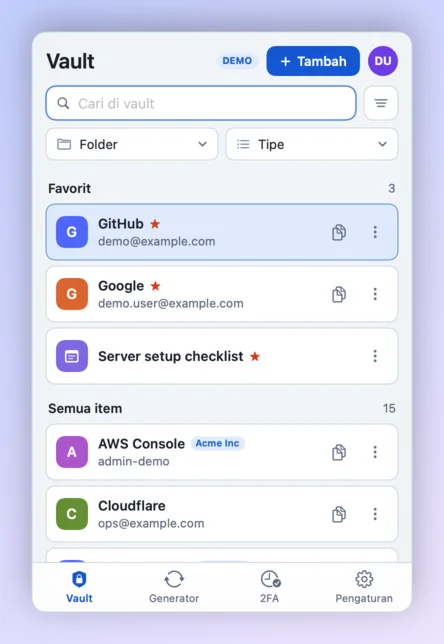 Vault
DEMO
+ Tambah
DU
Cari di vault
Folder
Tipe
Favorit
3
G
GitHub
demo@example.com
G
Google
demo.user@example.com
Server setup checklist
Semua item
15
A
AWS Console
Acme Inc
admin-demo
C
Cloudflare
ops@example.com
Vault
Generator
2FA
Pengaturan